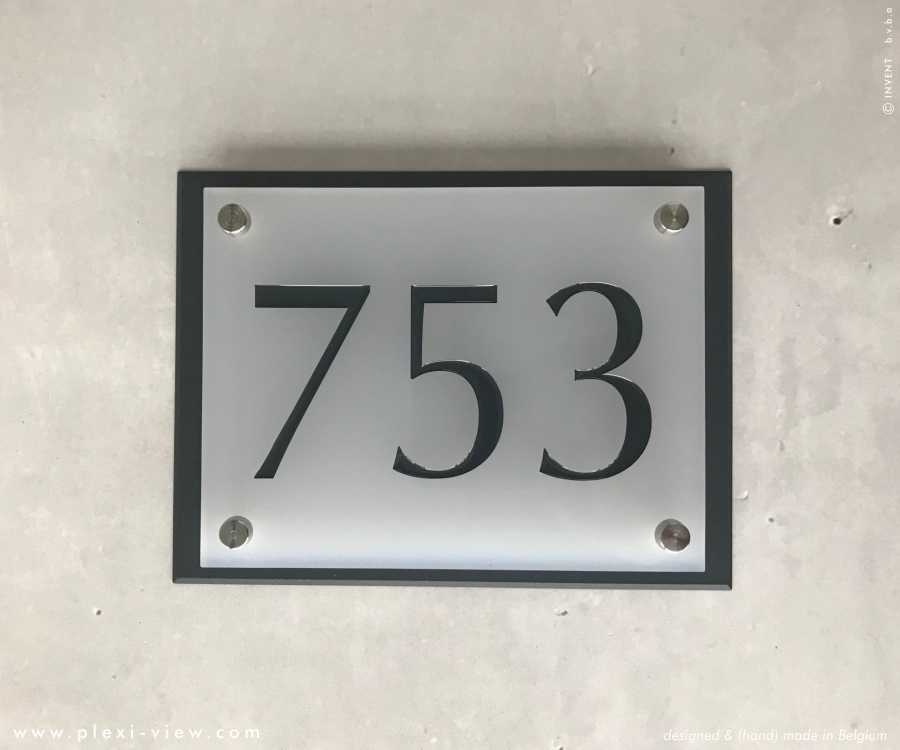 © INVENT b.v.b.a
753
www.plexi-view.com
designed & (hand) made in Belgium